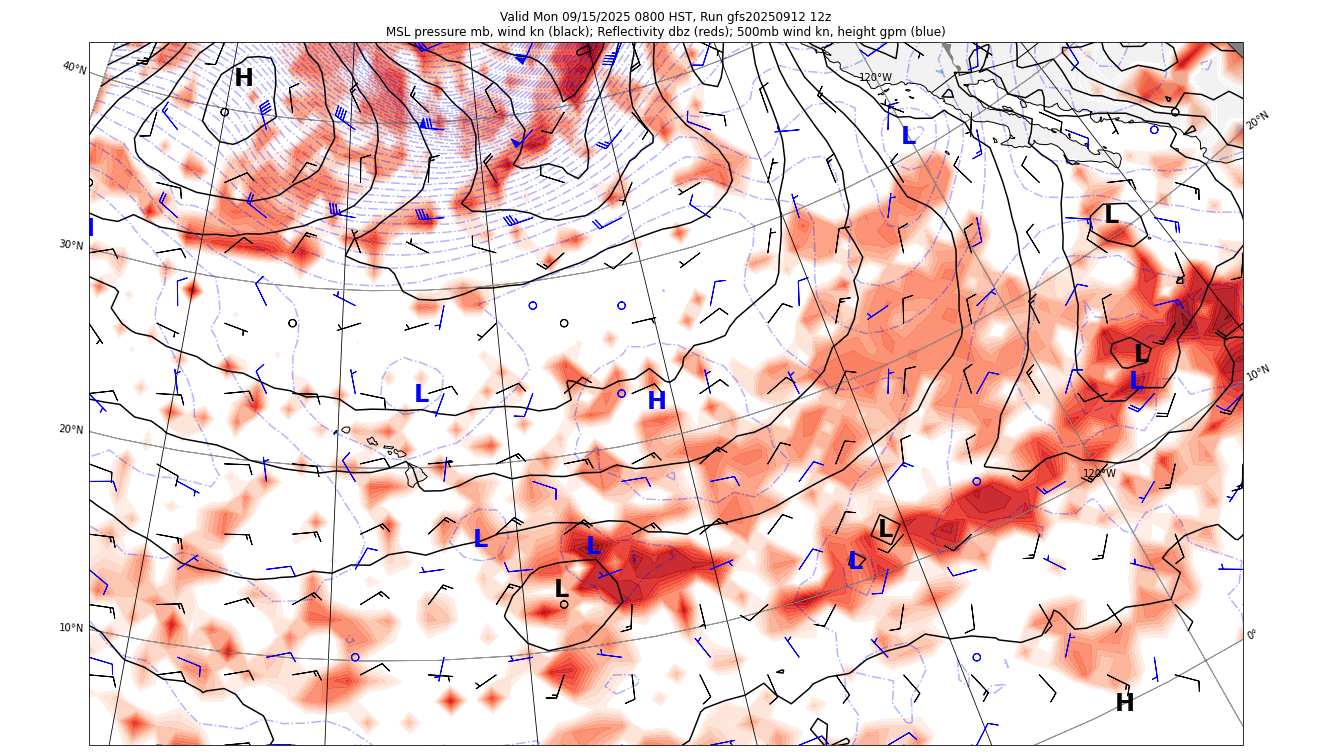 Valid Mon 09/15/2025 0800 HST, Run gfs20250912 12z
MSL pressure mb, wind kn (black); Reflectivity dbz (reds); 500mb wind kn, height gpm (blue)
40°N
H
120°W
20°N
L
L
30°N
L
10°N
L
L
H
20°N
120°W
L
L
L
L
L
10°N
0°
H